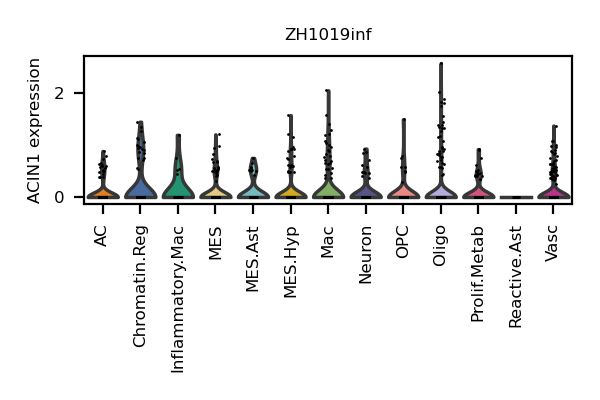 ZH1019inf
ACIN1 expression
2
0
AC
Chromatin.Reg
Inflammatory.Mac
MES
MES.Ast
MES.Hyp
Mac
Neuron
OPC
Oligo
Prolif.Metab
Reactive.Ast
Vasc